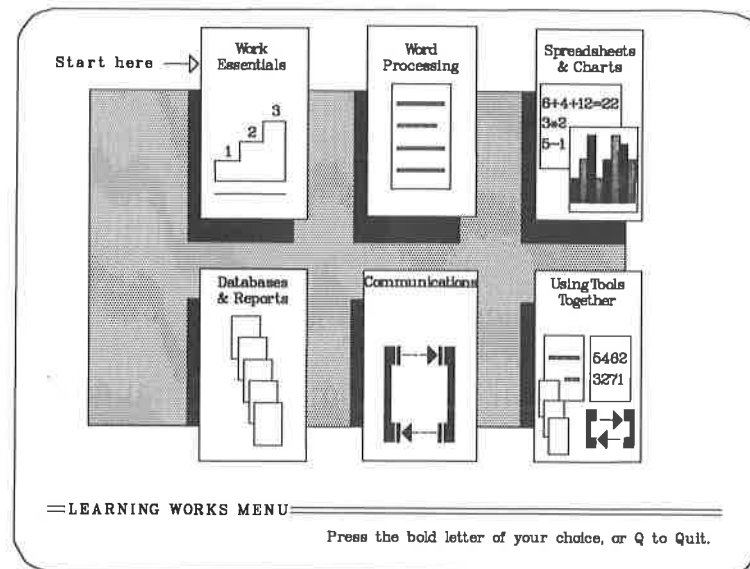 Start here
Work
Essentials
1
2
3
Word
Processing
Spreadsheets
& Charts
6+4+12=22
3*2
5-1
Databases
& Reports
Communications
Using Tools
Together
5462
3271
LEARNING WORKS MENU
Press the bold letter of your choice, or Q to Quit.